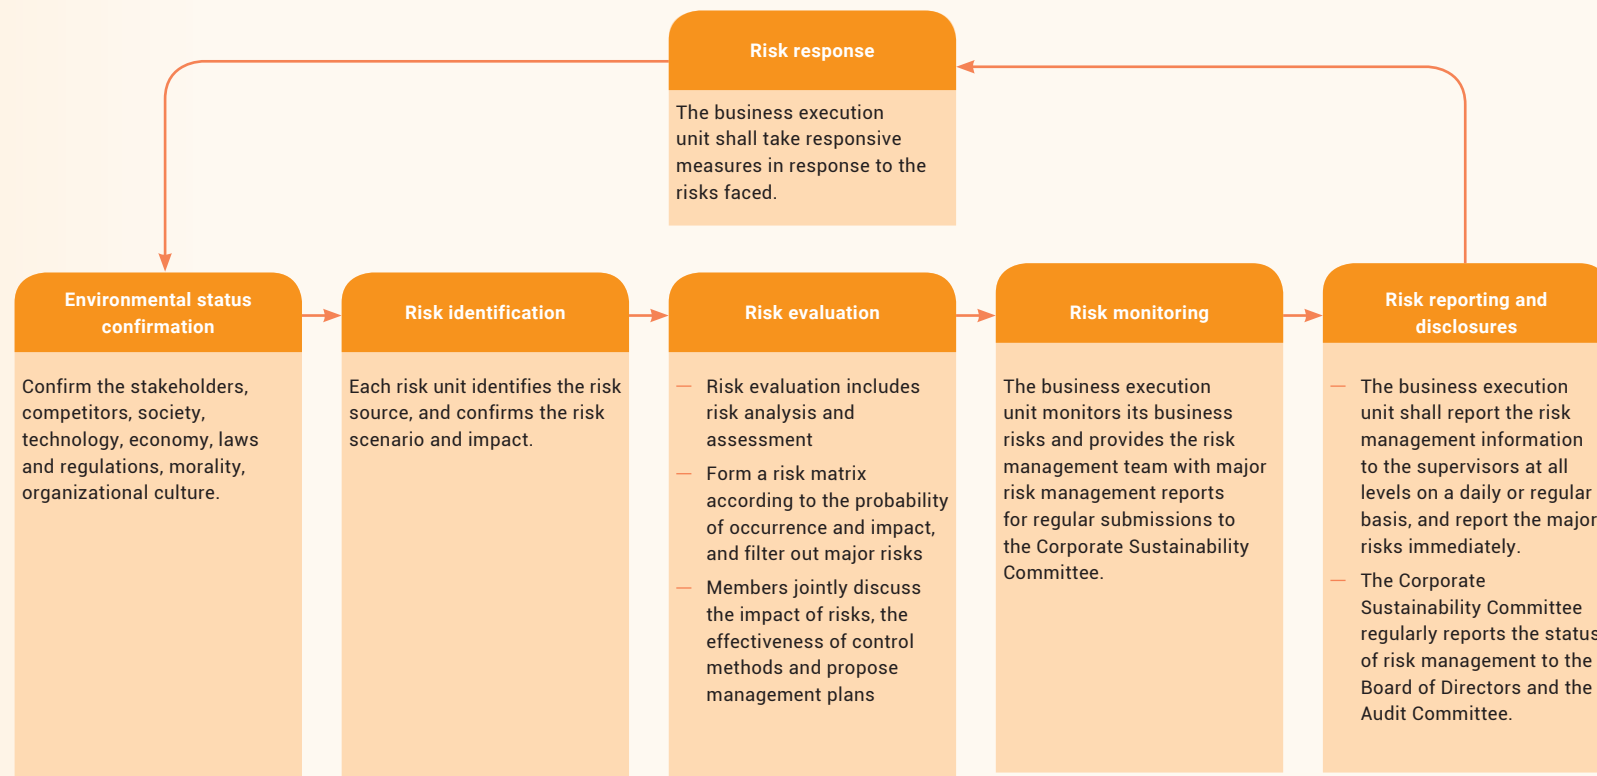 Risk response
The business execution
unit shall take responsive
measures in response to the
risks faced.
Environmental status
confirmation
Confirm the stakeholders,
competitors, society,
technology, economy, laws
and regulations, morality,
organizational culture.
Risk identification
Each risk unit identifies the risk
source, and confirms the risk
scenario and impact.
Risk evaluation
— Risk evaluation includes
risk analysis and
assessment
— Form a risk matrix
according to the probability
of occurrence and impact,
and filter out major risks
— Members jointly discuss
the impact of risks, the
effectiveness of control
methods and propose
management plans
Risk monitoring
The business execution
unit monitors its business
risks and provides the risk
management team with major
risk management reports
for regular submissions to
the Corporate Sustainability
Committee.
Risk reporting and
disclosures
— The business execution
unit shall report the risk
management information
to the supervisors at all
levels on a daily or regular
basis, and report the major
risks immediately.
— The Corporate
Sustainability Committee
regularly reports the status
of risk management to the
Board of Directors and the
Audit Committee.